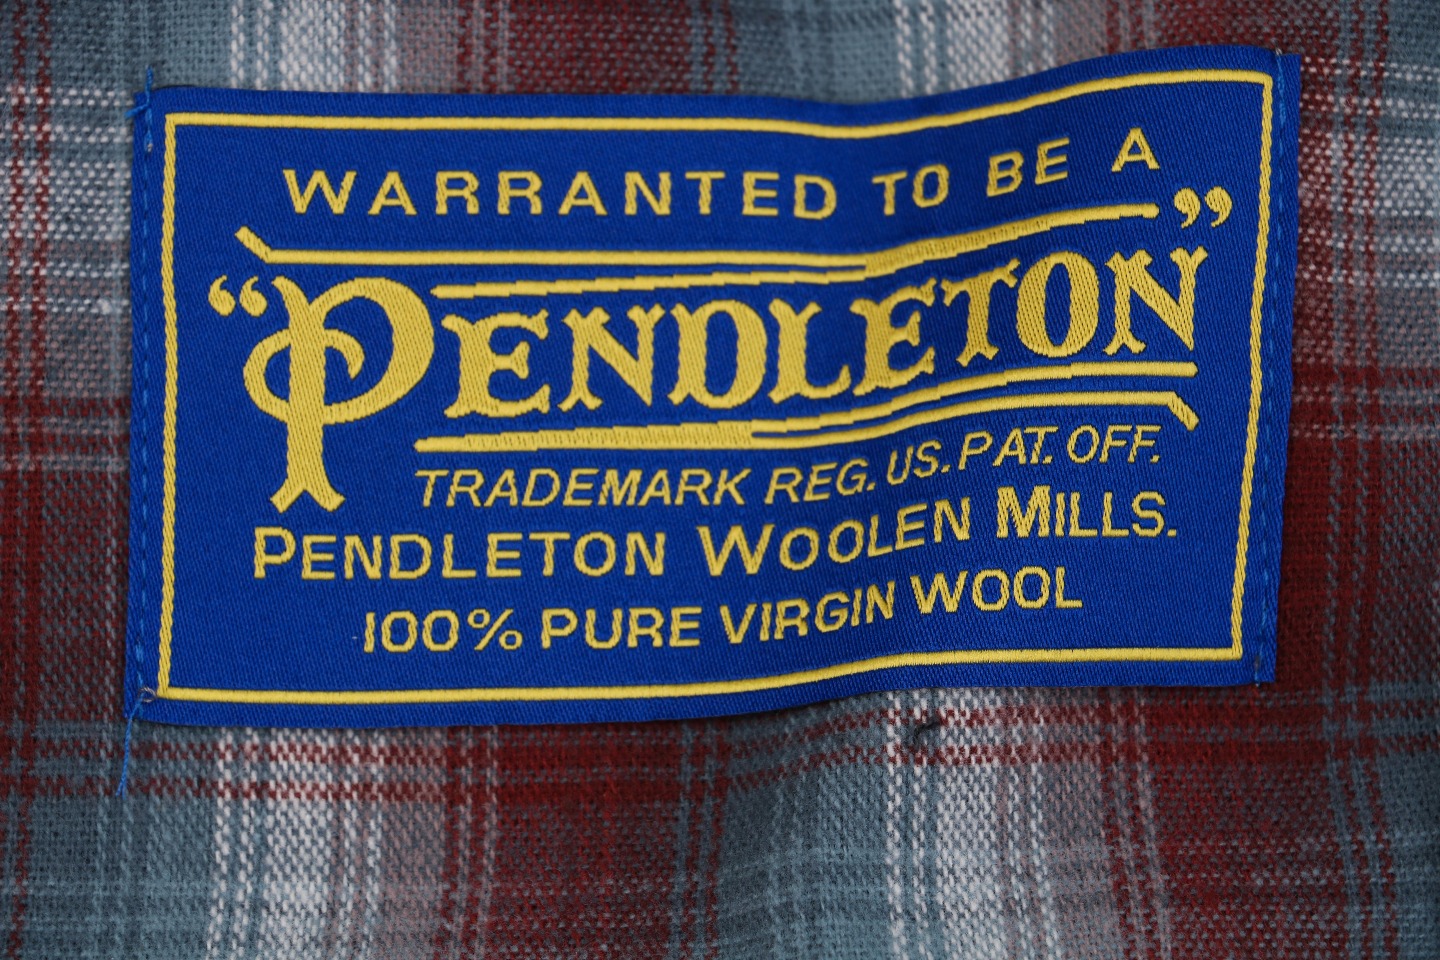 WARRANTED TO BE A
“PENDLETON”
TRADEMARK REG. US. PAT. OFF.
PENDLETON WOOLEN MILLS.
100% PURE VIRGIN WOOL